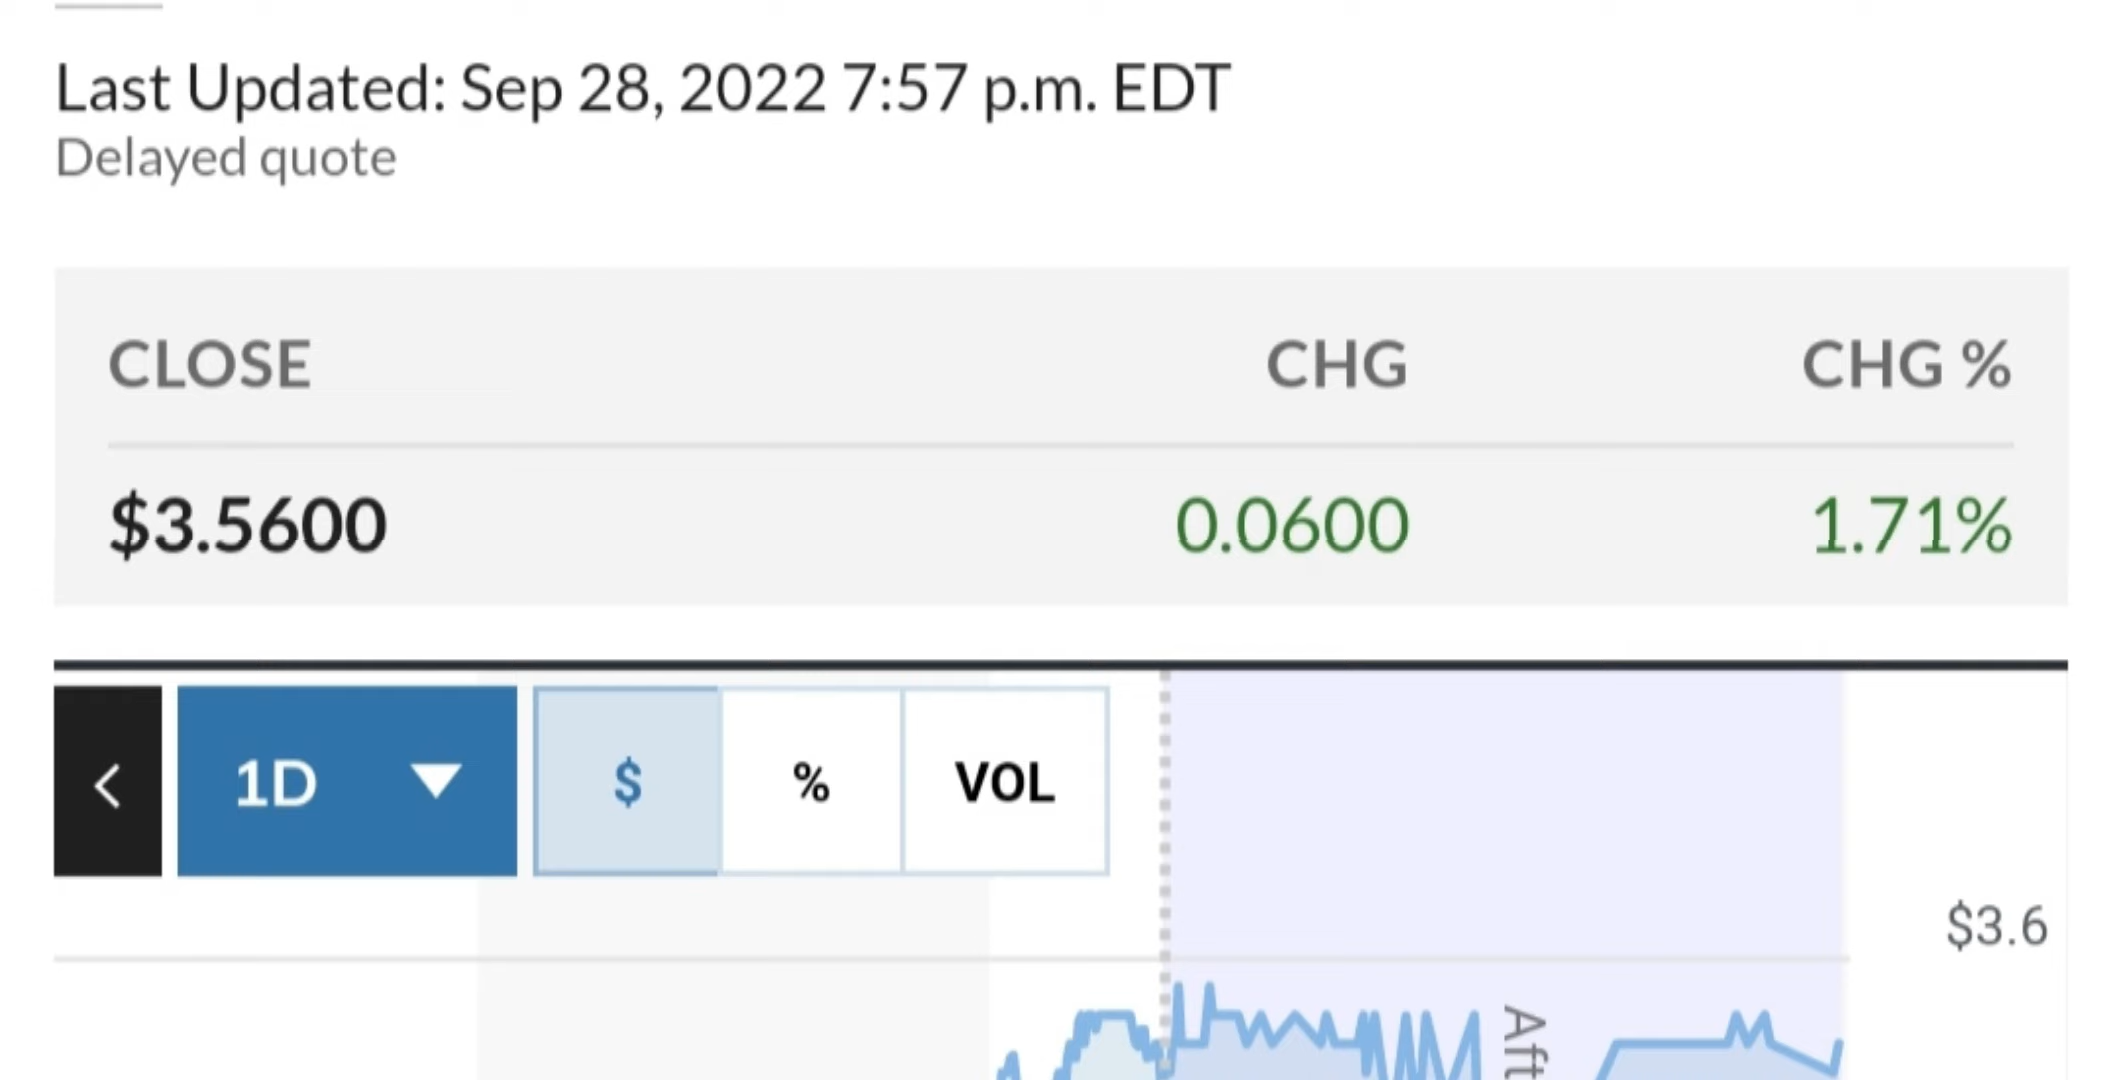 Last Updated: Sep 28, 2022 7:57 p.m. EDT
Delayed quote
CLOSE CHG CHG %
$3.5600 0.0600 1.71%
1D $ % VOL
$3.6
Aft